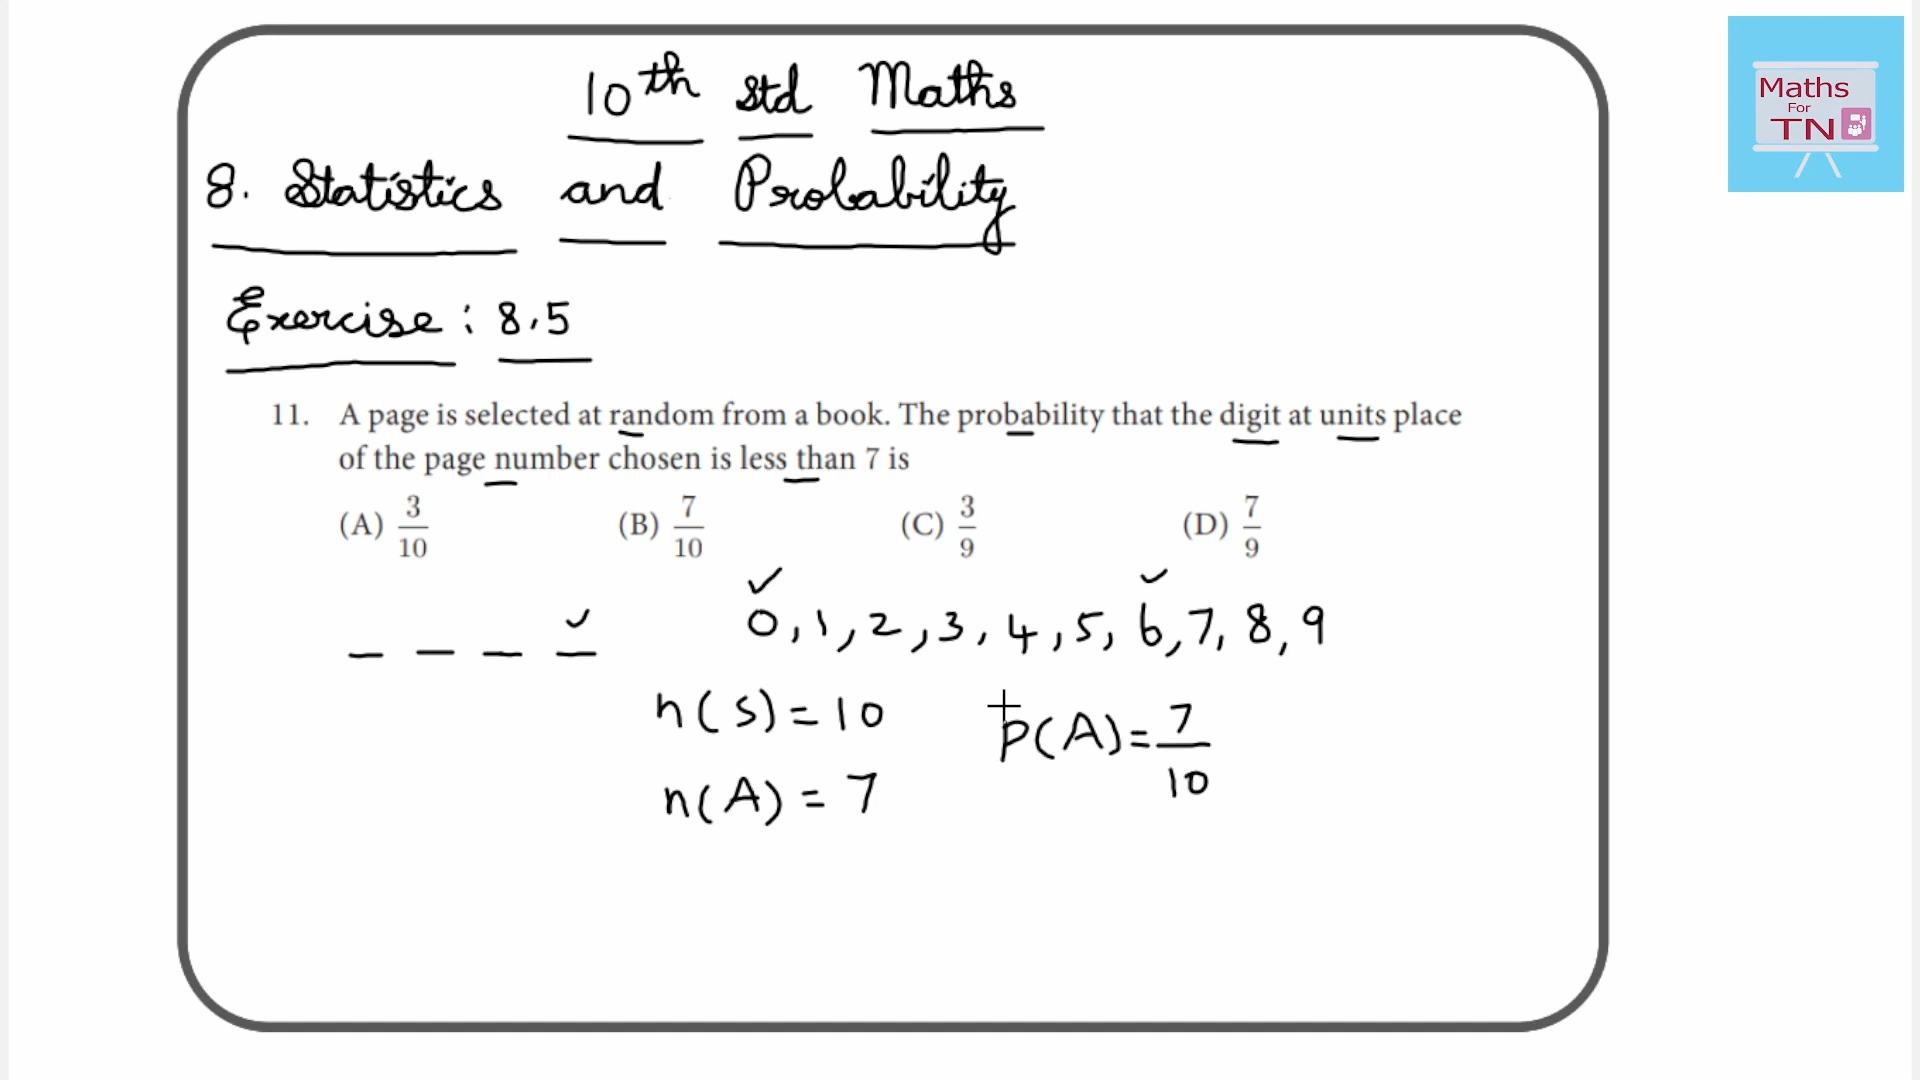 10th std Maths
Maths
For
TN
8. Statistics and Probability
Exercise : 8.5
11. A page is selected at random from a book. The probability that the digit at units place
of the page number chosen is less than 7 is
(A) 3/10 (B) 7/10 (C) 3/9 (D) 7/9
0, 1, 2, 3, 4, 5, 6, 7, 8, 9
n(S) = 10
P(A) = 7/10
n(A) = 7